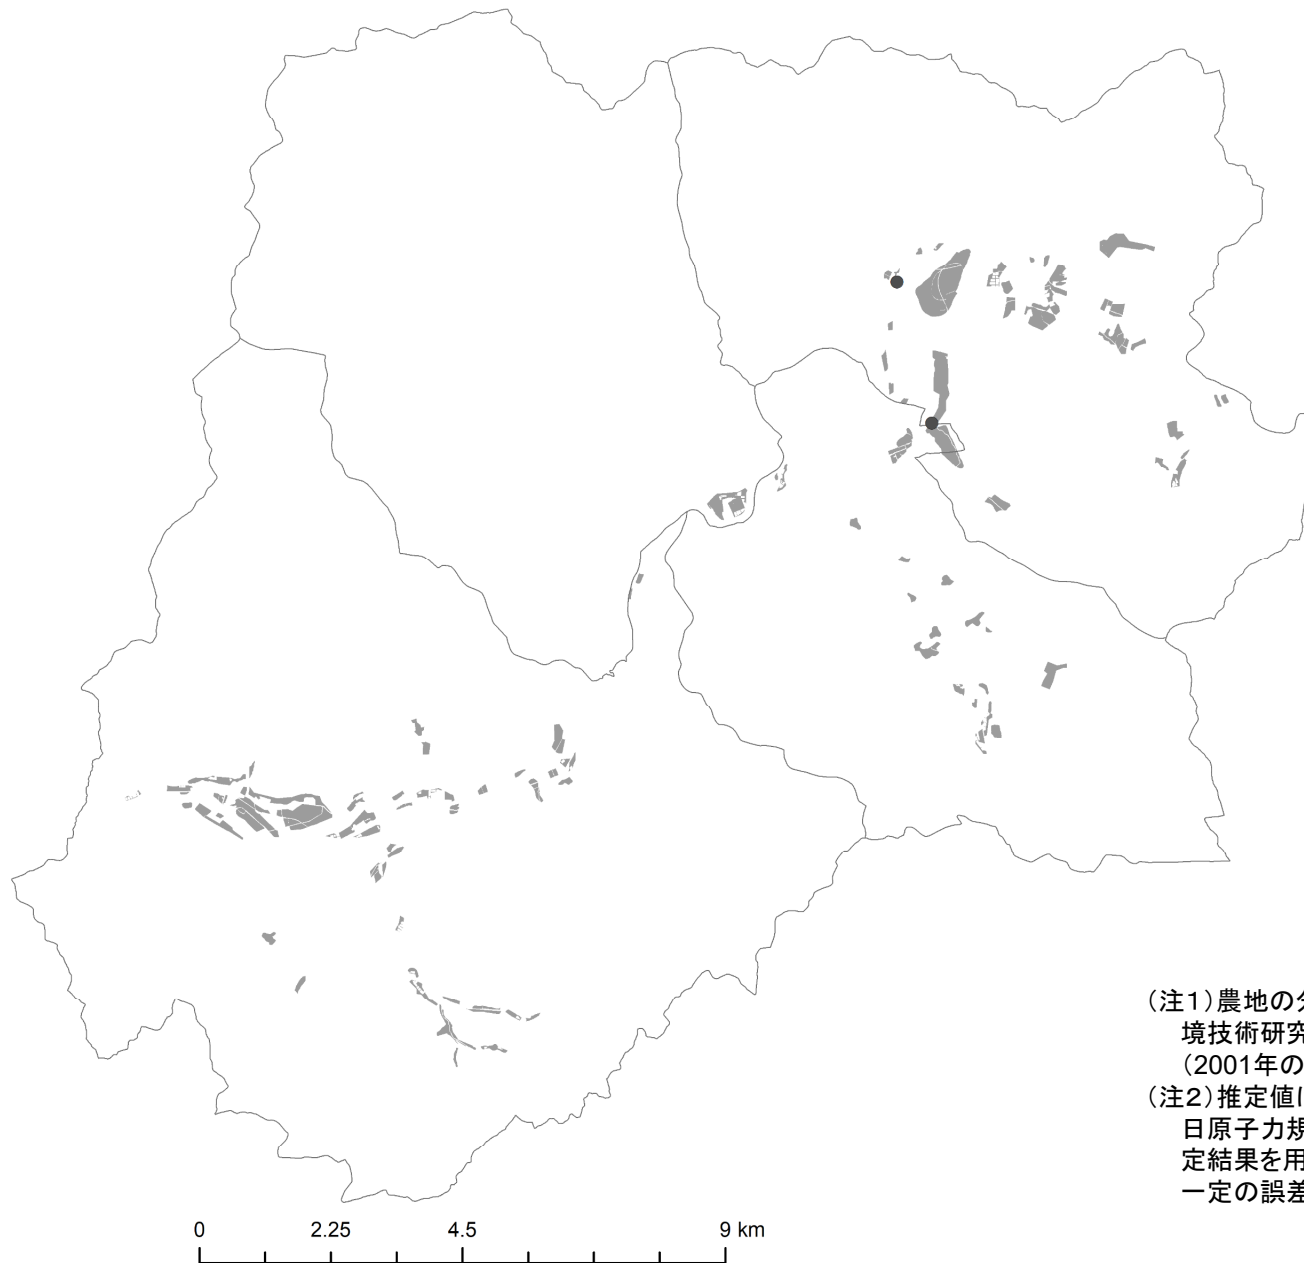 (注1)農地の
境技術研究
(2001年の
(注2)推定値
日原子力規
定結果を用
一定の誤差
0 2.25 4.5 9 km